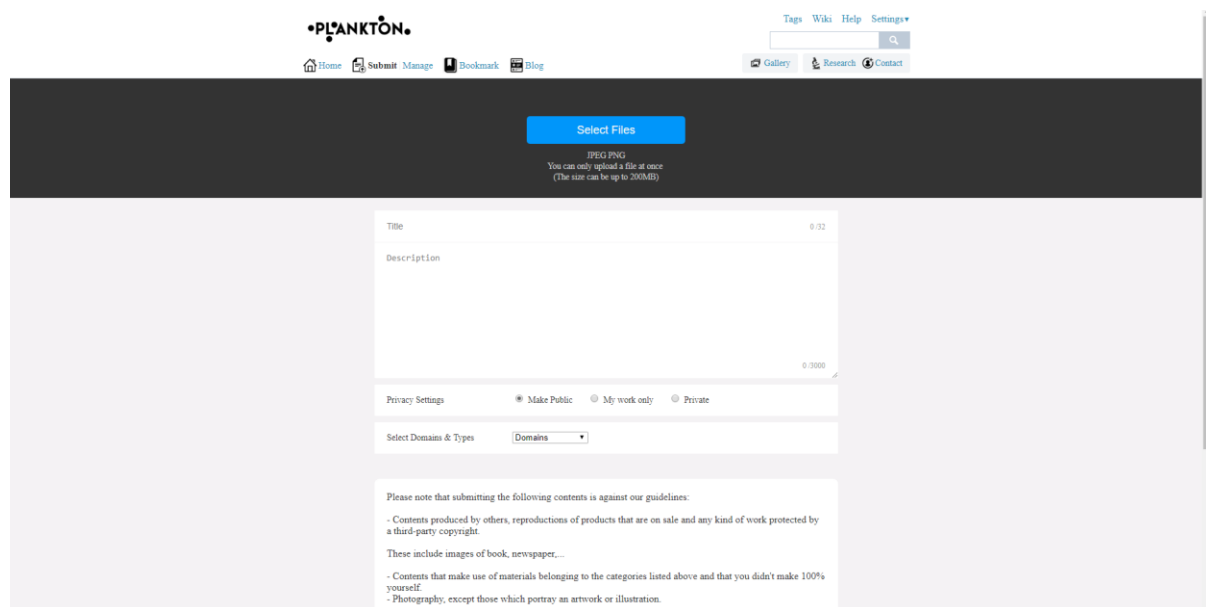 Tags Wiki Help Settings▾
•PLANKTON•
Home Submit Manage Bookmark Blog Gallery Research Contact
Select Files
JPEG PNG
You can only upload a file at once
(The size can be up to 200MB)
Title 0 /32
Description
0 /3000
Privacy Settings Make Public My work only Private
Select Domains & Types Domains ▾
Please note that submitting the following contents is against our guidelines:
- Contents produced by others, reproductions of products that are on sale and any kind of work protected by
a third-party copyright.
These include images of book, newspaper,...
- Contents that make use of materials belonging to the categories listed above and that you didn't make 100%
yourself.
- Photography, except those which portray an artwork or illustration.